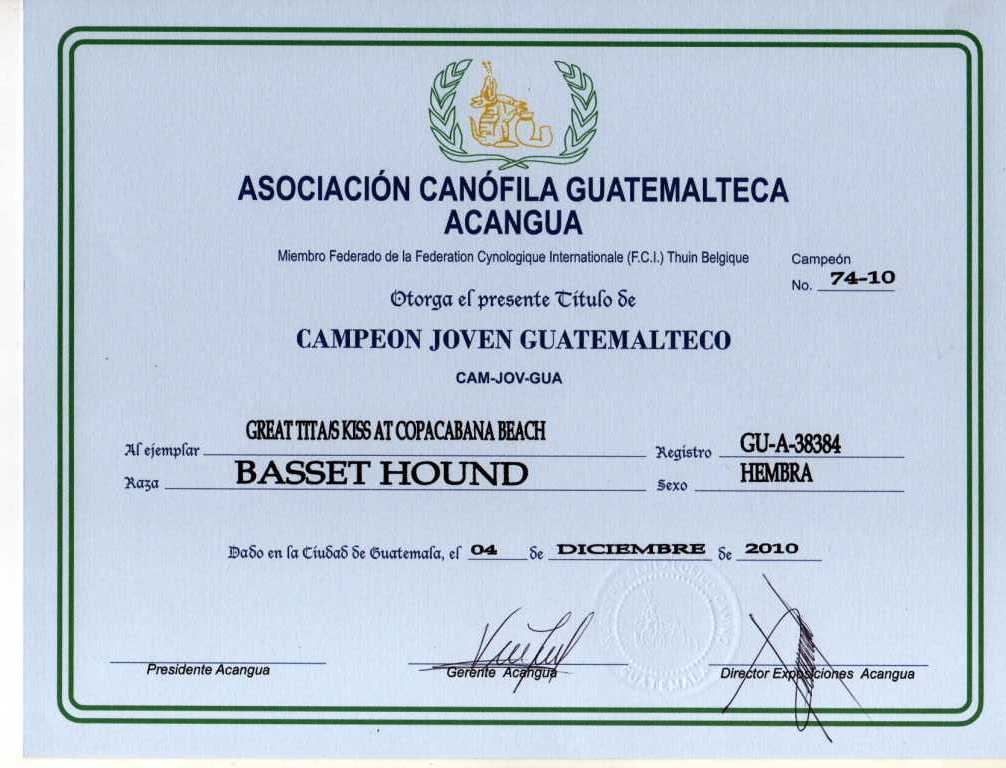 ASOCIACIÓN CANÓFILA GUATEMALTECA
ACANGUA
Miembro Federado de la Federation Cynologique Internationale (F.C.I.) Thuin Belgique
Campeón
No. 74-10
Otorga el presente Título de
CAMPEON JOVEN GUATEMALTECO
CAM-JOV-GUA
Al ejemplar GREAT TITA/S KISS AT COPACABANA BEACH Registro GU-A-38384
Raza BASSET HOUND Sexo HEMBRA
Dado en la Ciudad de Guatemala, el 04 de DICIEMBRE de 2010
Presidente Acangua Gerente Acangua Director Exposiciones Acangua
GUATEMALA